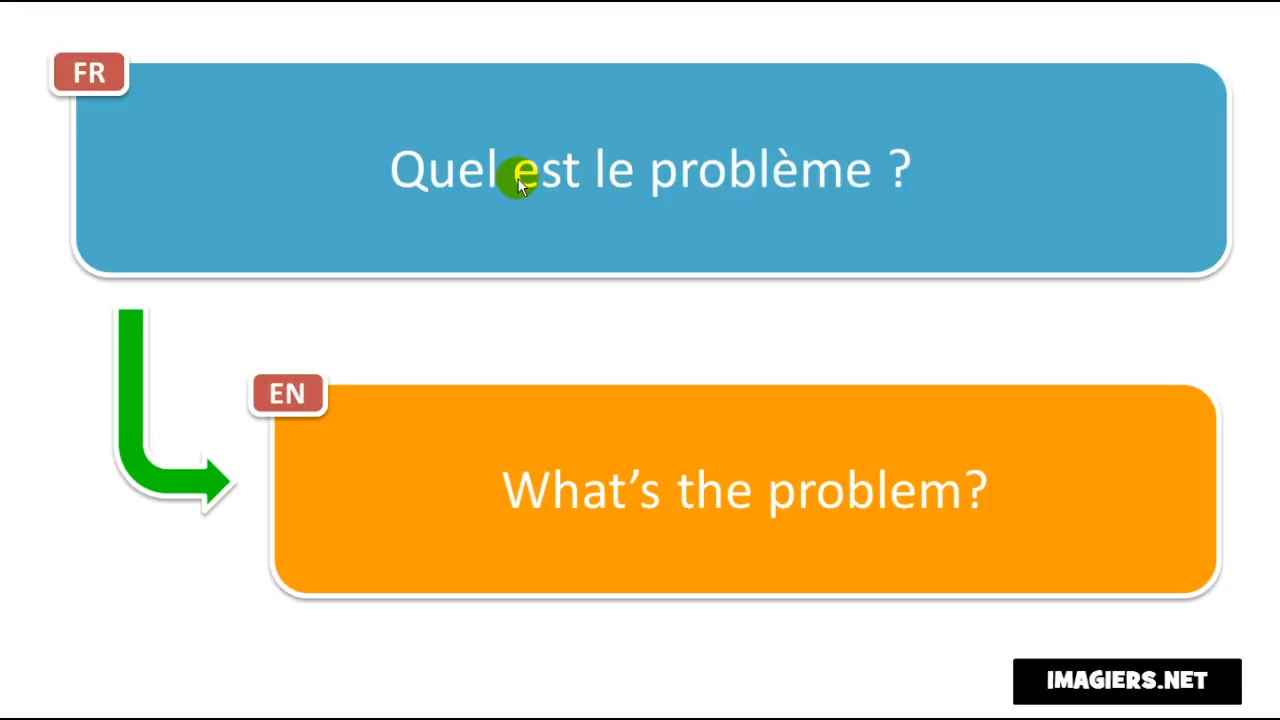 FR
Quel est le problème ?
EN
What’s the problem?
IMAGIERS.NET